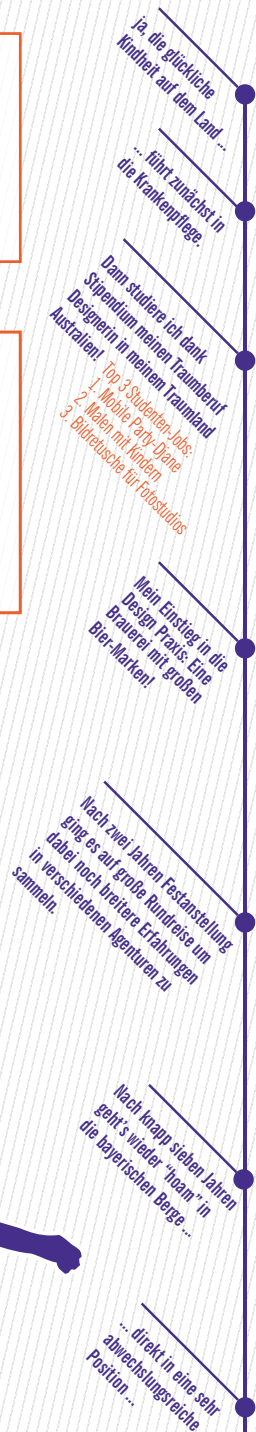 ja, die glückliche
Kindheit auf dem Land ...
... führt zunächst in
die Krankenpflege.
Dann studiere ich dank
Stipendium meinen Traumberuf
Designerin in meinem Traumland
Australien!
Top 3 Studenten-Jobs:
1. Mobile Party-Djane
2. Malen mit Kindern
3. Bildretusche für Fotostudios
Mein Einstieg in die
Design Praxis: Eine
Brauerei mit großen
Bier-Marken!
Nach zwei Jahren Festanstellung
ging es auf große Rundreise um
dabei noch breitere Erfahrungen
in verschiedenen Agenturen zu
sammeln.
Nach knapp sieben Jahren
geht's wieder "hoam" in
die bayerischen Berge ...
... direkt in eine sehr
abwechslungsreiche
Position ...